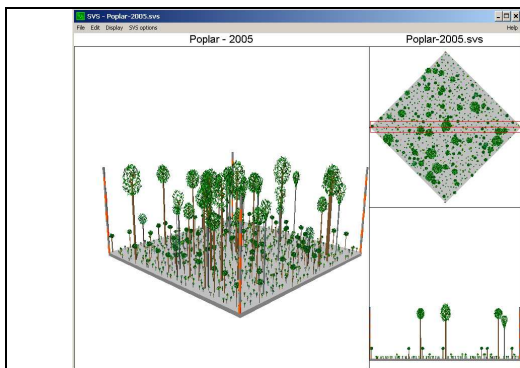 SVS - Poplar-2005.svs
File Edit Display SVS options Help
Poplar - 2005
Poplar-2005.svs